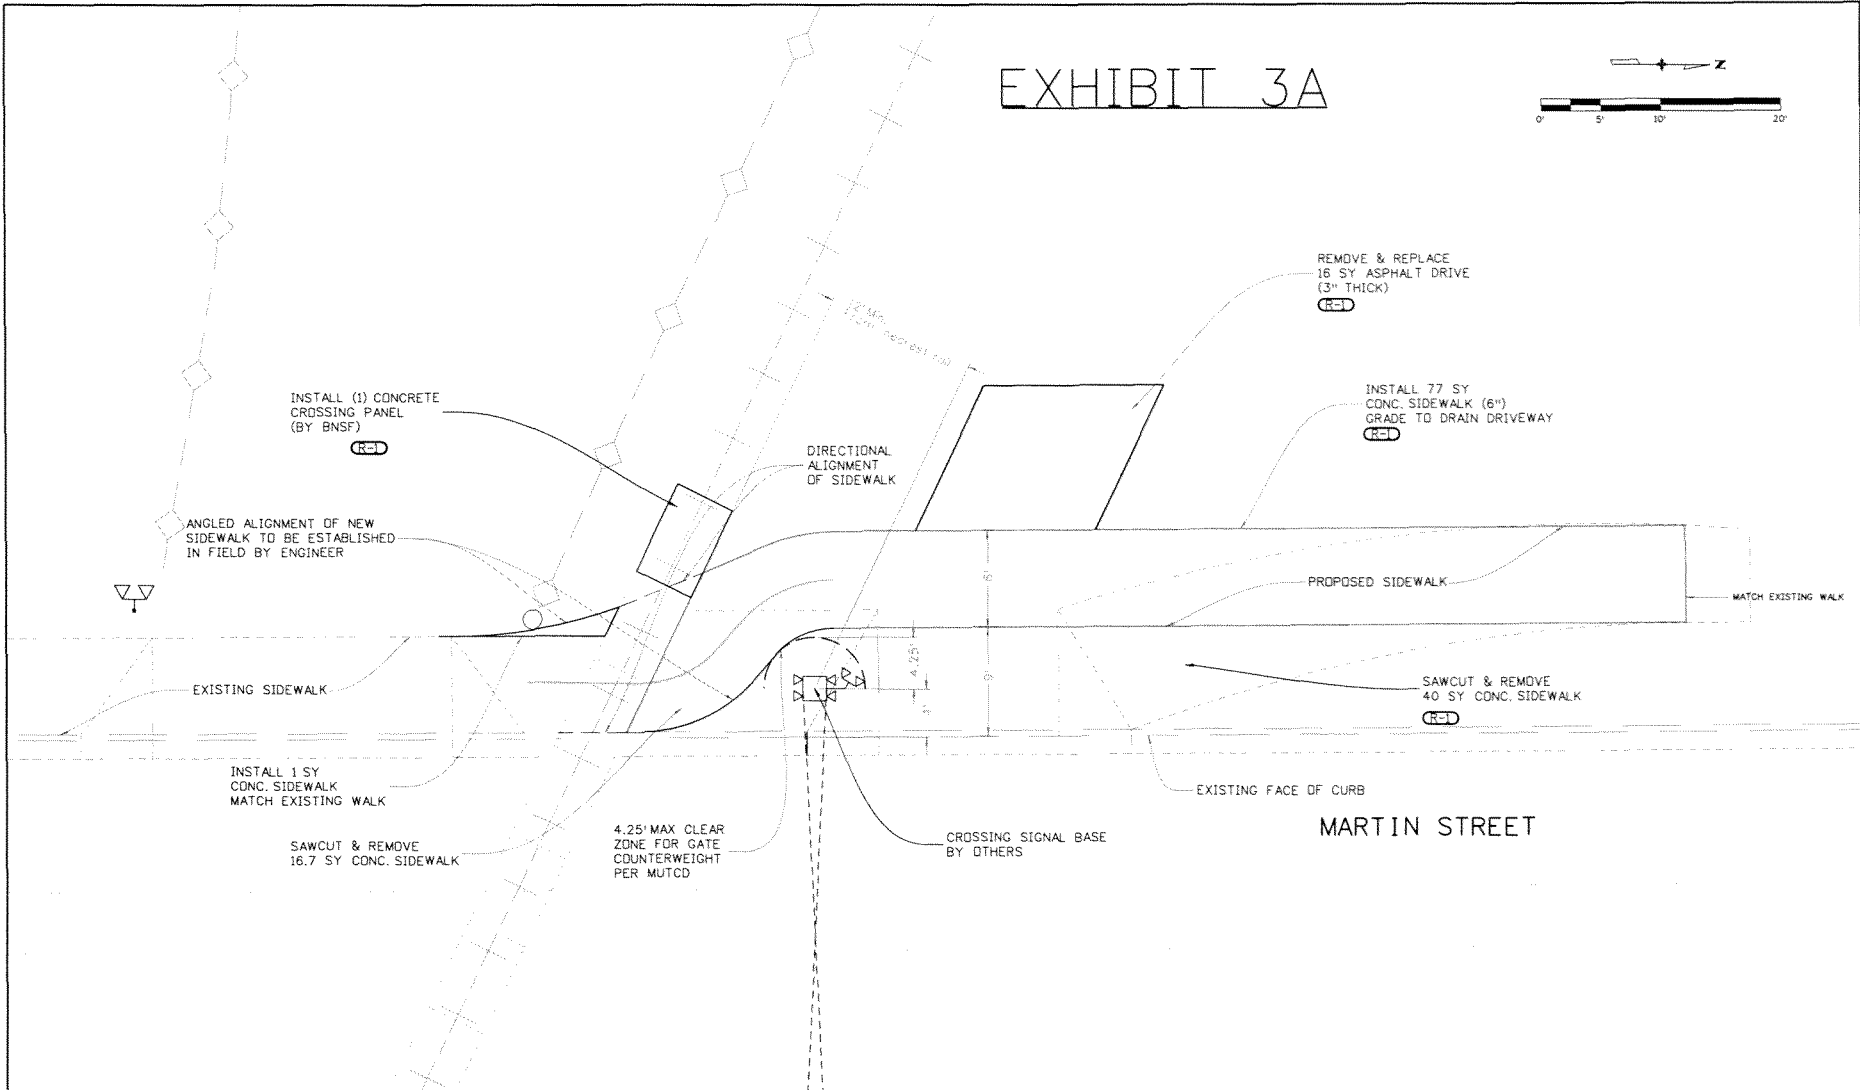 EXHIBIT 3A
N
0' 5' 10' 20'
REMOVE & REPLACE
16 SY ASPHALT DRIVE
(3" THICK)
R-1
12' MIN.
from nearest rail
INSTALL (1) CONCRETE
CROSSING PANEL
(BY BNSF)
R-1
INSTALL 77 SY
CONC. SIDEWALK (6")
GRADE TO DRAIN DRIVEWAY
R-1
DIRECTIONAL
ALIGNMENT
OF SIDEWALK
ANGLED ALIGNMENT OF NEW
SIDEWALK TO BE ESTABLISHED
IN FIELD BY ENGINEER
PROPOSED SIDEWALK
MATCH EXISTING WALK
4.25'
EXISTING SIDEWALK
SAWCUT & REMOVE
40 SY CONC. SIDEWALK
R-1
INSTALL 1 SY
CONC. SIDEWALK
MATCH EXISTING WALK
EXISTING FACE OF CURB
MARTIN STREET
SAWCUT & REMOVE
16.7 SY CONC. SIDEWALK
4.25' MAX CLEAR
ZONE FOR GATE
COUNTERWEIGHT
PER MUTCD
CROSSING SIGNAL BASE
BY OTHERS